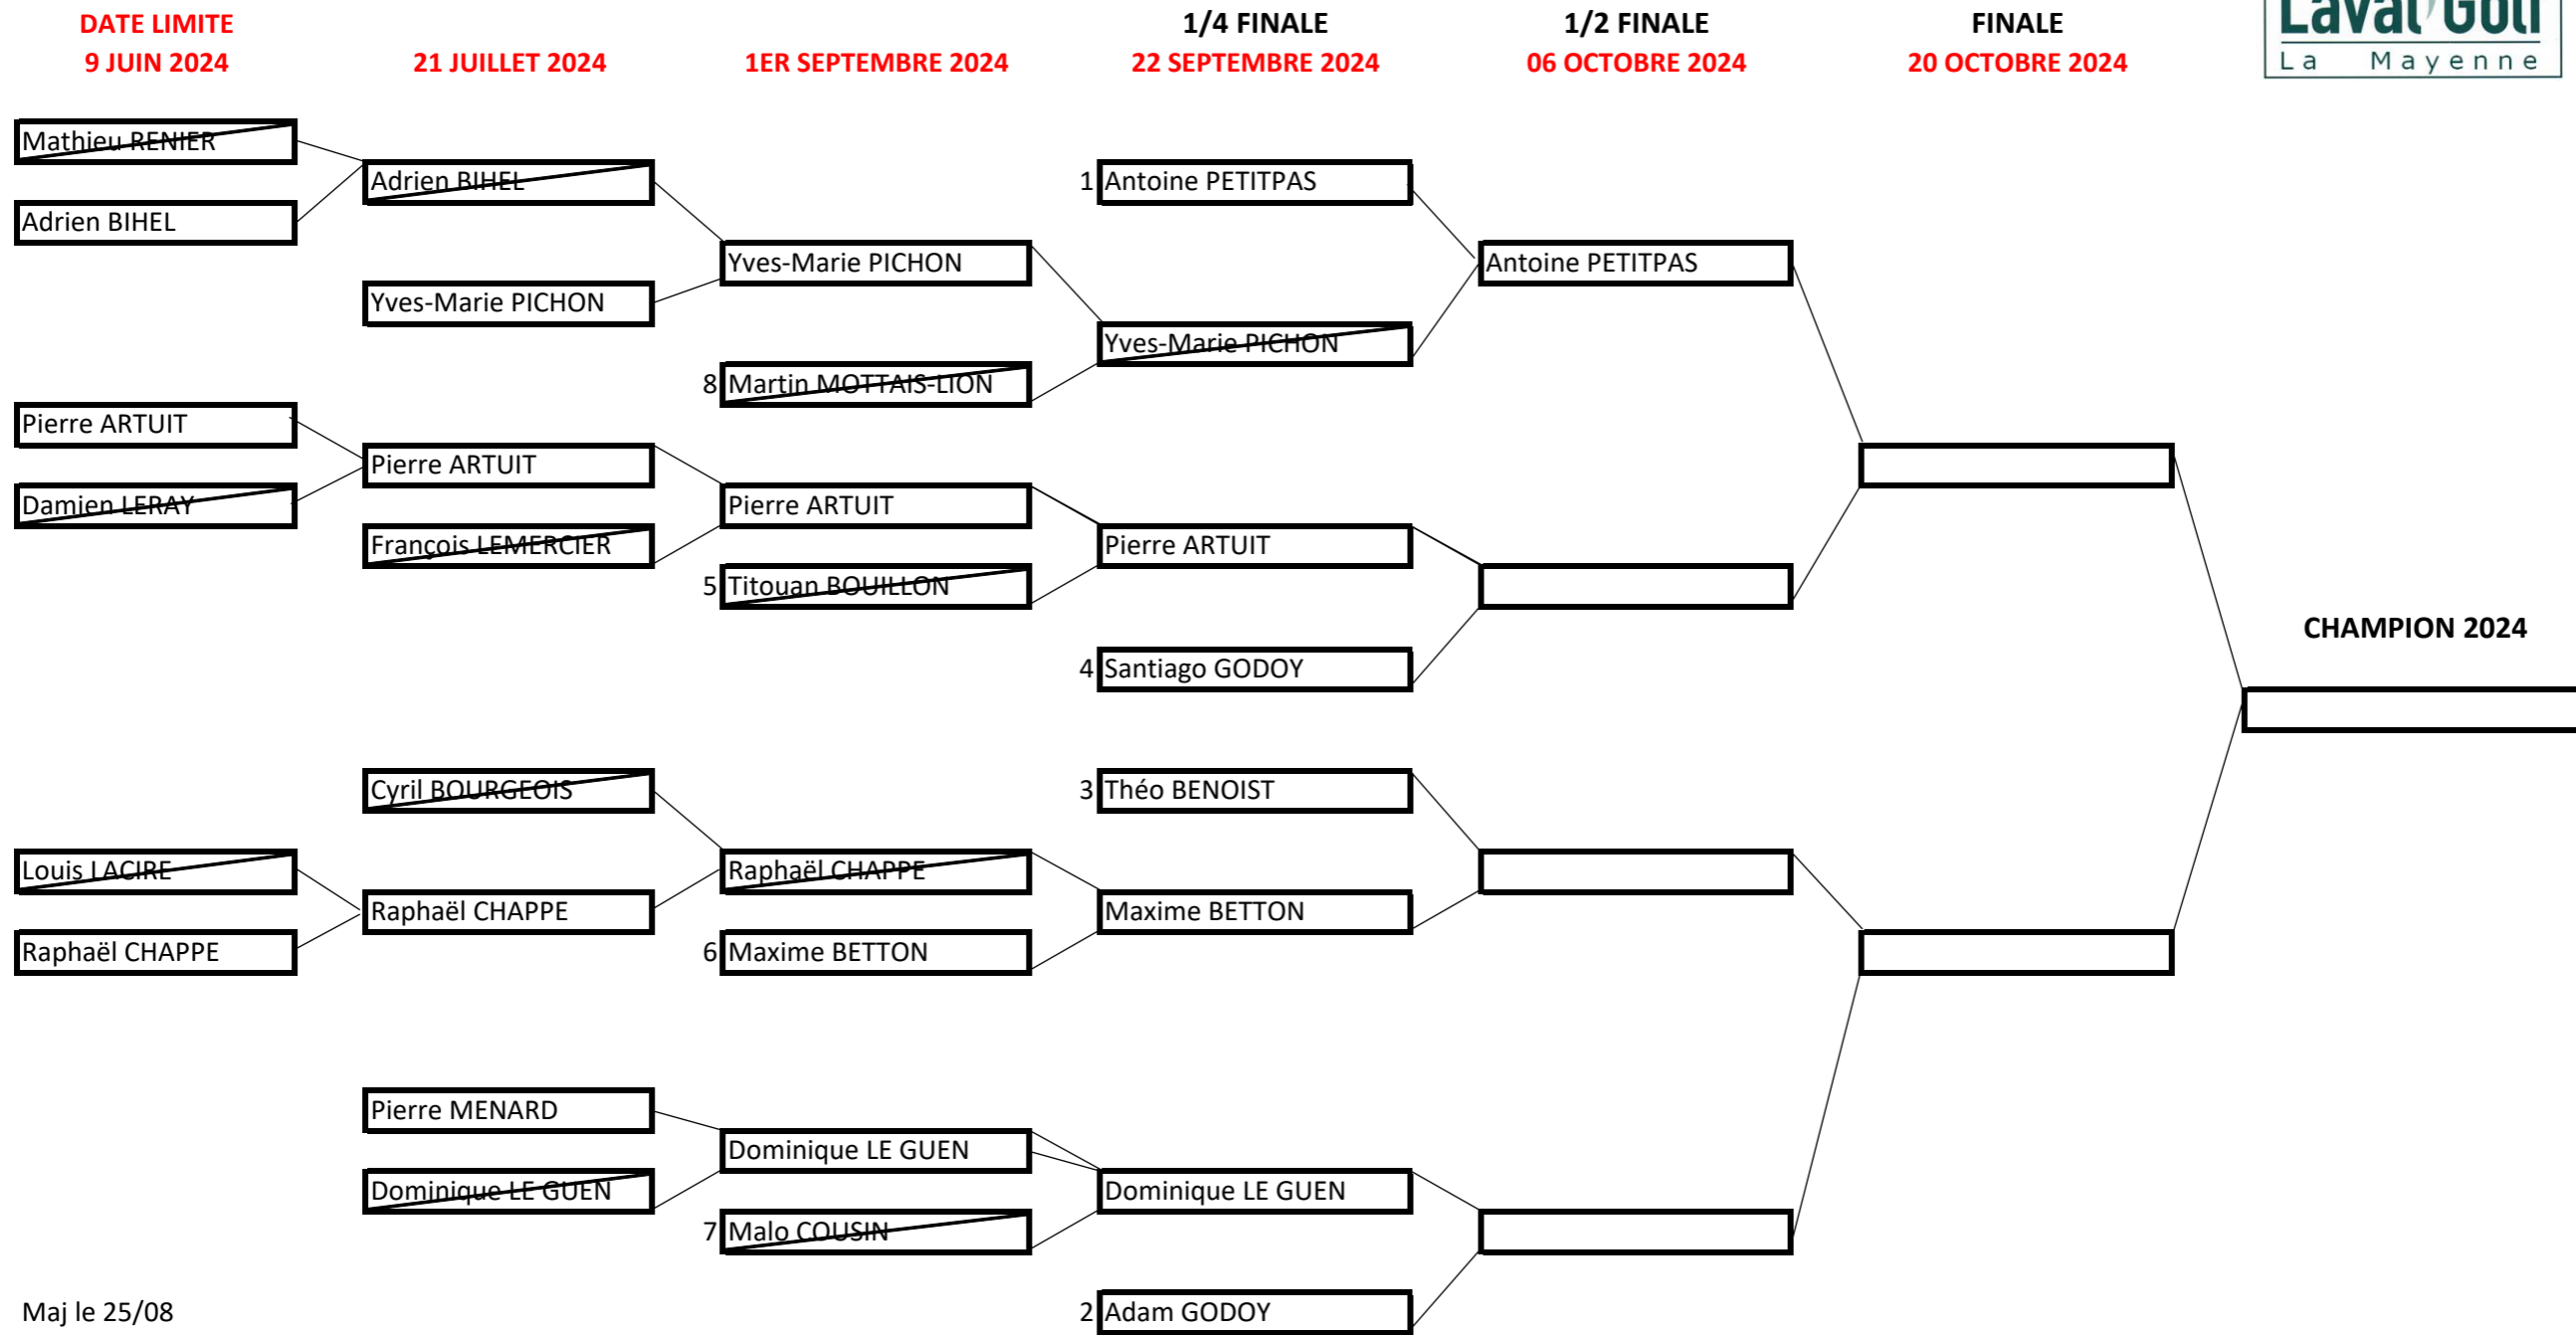 DATE LIMITE
1/4 FINALE
1/2 FINALE
FINALE
Laval Golf
9 JUIN 2024
21 JUILLET 2024
1ER SEPTEMBRE 2024
22 SEPTEMBRE 2024
06 OCTOBRE 2024
20 OCTOBRE 2024
La Mayenne
Mathieu RENIER
Adrien BIHEL
1 Antoine PETITPAS
Adrien BIHEL
Yves-Marie PICHON
Antoine PETITPAS
Yves-Marie PICHON
Yves-Marie PICHON
8 Martin MOTTAIS-LION
Pierre ARTUIT
Pierre ARTUIT
Damien LERAY
Pierre ARTUIT
François LEMERCIER
Pierre ARTUIT
5 Titouan BOUILLON
CHAMPION 2024
4 Santiago GODOY
Cyril BOURGEOIS
3 Théo BENOIST
Louis LACIRE
Raphaël CHAPPE
Raphaël CHAPPE
Maxime BETTON
Raphaël CHAPPE
6 Maxime BETTON
Pierre MENARD
Dominique LE GUEN
Dominique LE GUEN
Dominique LE GUEN
7 Malo COUSIN
Maj le 25/08
2 Adam GODOY